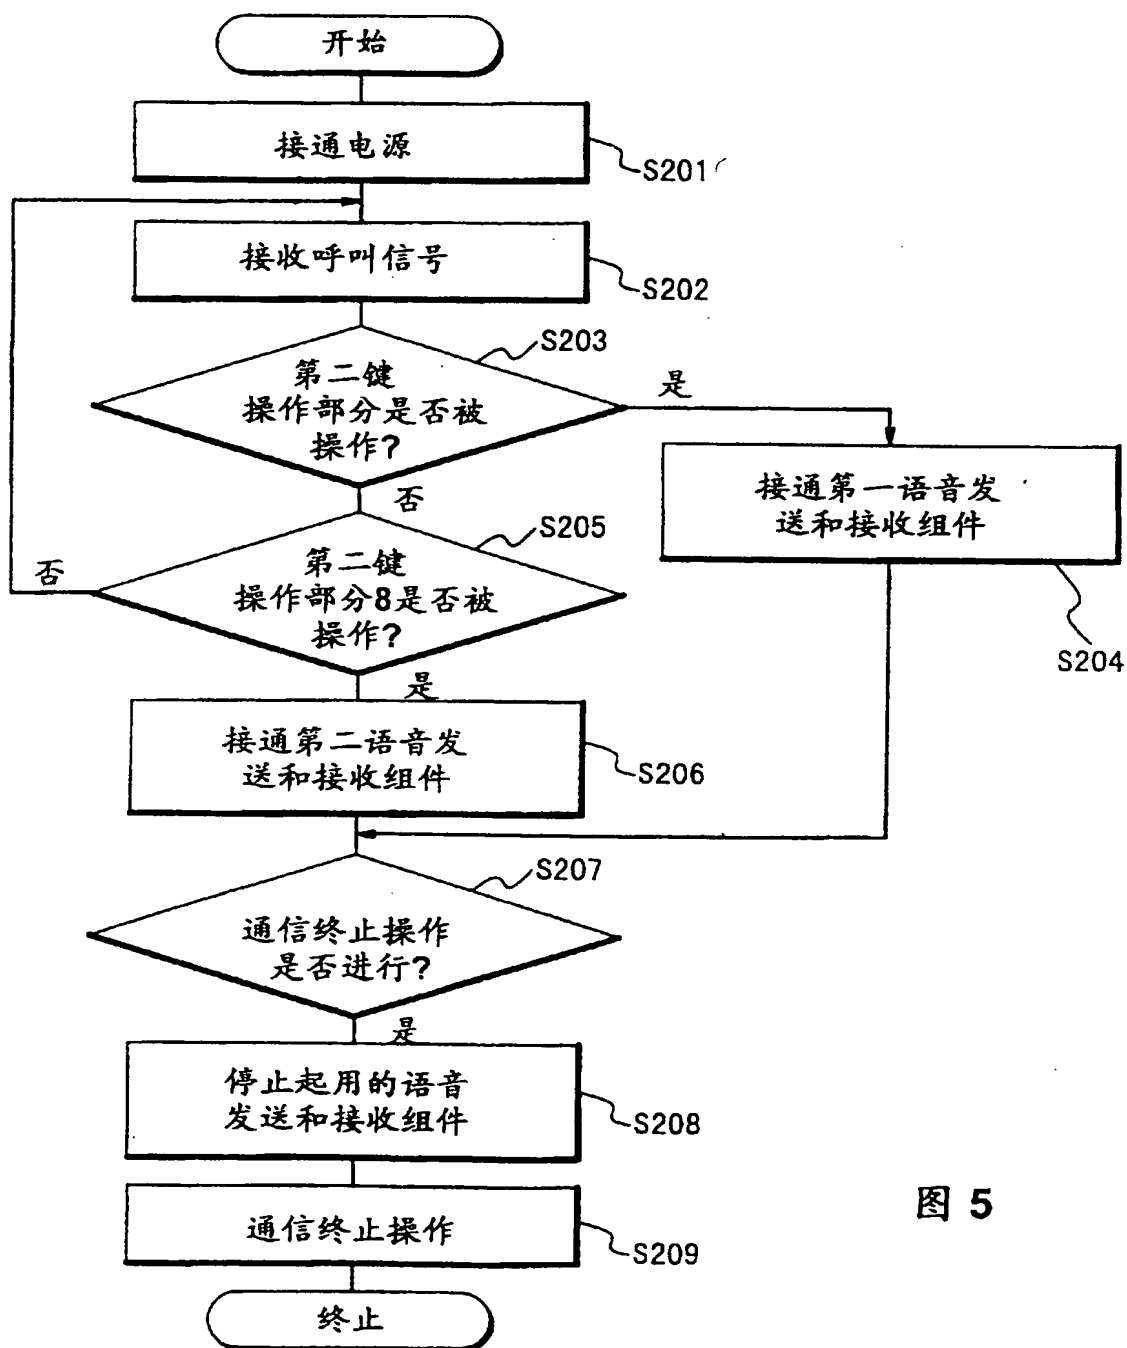 开始
接通电源
S201
接收呼叫信号
S202
S203
第二键
操作部分是否被
操作?
是
否
接通第一语音发
送和接收组件
S204
S205
第二键
操作部分8是否被
操作?
否
是
接通第二语音发
送和接收组件
S206
S207
通信终止操作
是否进行?
是
停止起用的语音
发送和接收组件
S208
通信终止操作
S209
终止
图 5